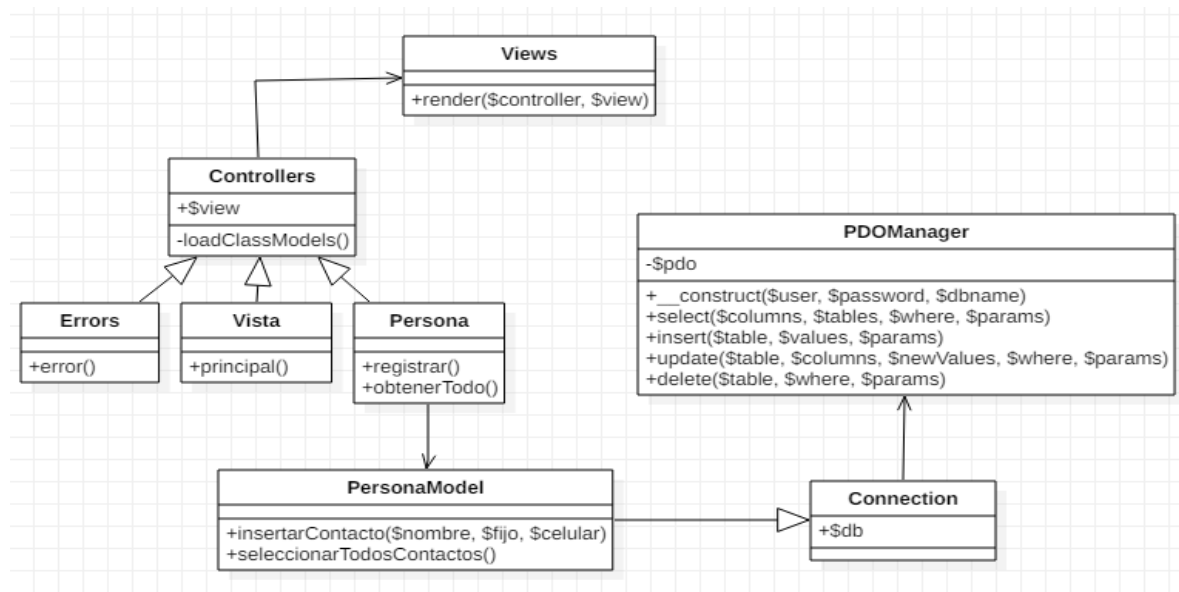 Views
+render($controller, $view)
Controllers
+$view
-loadClassModels()
PDOManager
-$pdo
+__construct($user, $password, $dbname)
+select($columns, $tables, $where, $params)
+insert($table, $values, $params)
+update($table, $columns, $newValues, $where, $params)
+delete($table, $where, $params)
Errors
+error()
Vista
+principal()
Persona
+registrar()
+obtenerTodo()
PersonaModel
+insertarContacto($nombre, $fijo, $celular)
+seleccionarTodosContactos()
Connection
+$db